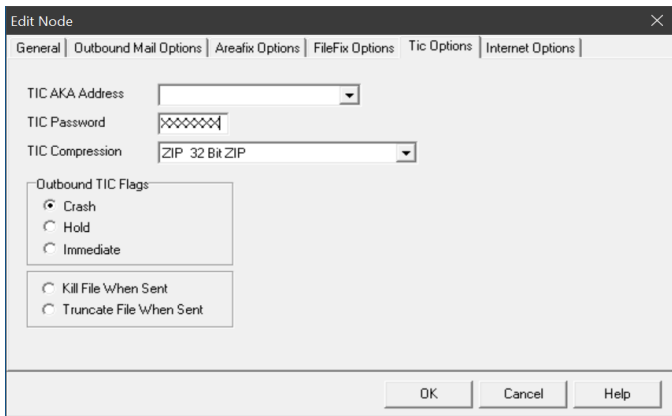 Edit Node
General Outbound Mail Options Areafix Options FileFix Options Tic Options Internet Options
TIC AKA Address
TIC Password XXXXXXX
TIC Compression ZIP 32 Bit ZIP
Outbound TIC Flags
Crash
Hold
Immediate
Kill File When Sent
Truncate File When Sent
OK Cancel Help